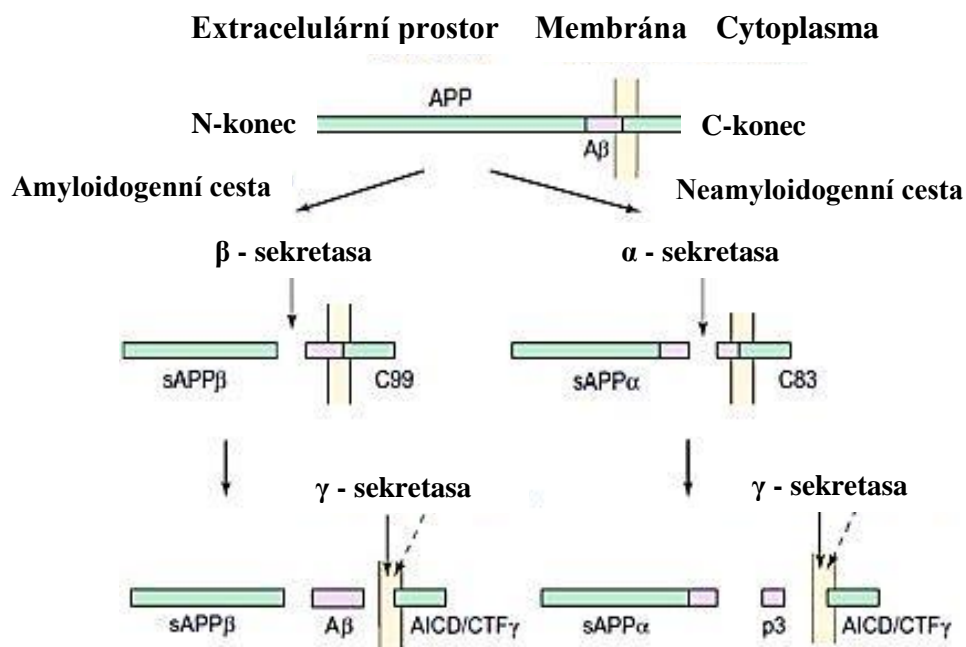 Extracelulární prostor Membrána Cytoplasma
APP
N-konec C-konec
Aβ
Amyloidogenní cesta Neamyloidogenní cesta
β - sekretasa α - sekretasa
sAPPβ C99 sAPPα C83
γ - sekretasa γ - sekretasa
sAPPβ Aβ AICD/CTFγ sAPPα p3 AICD/CTFγ